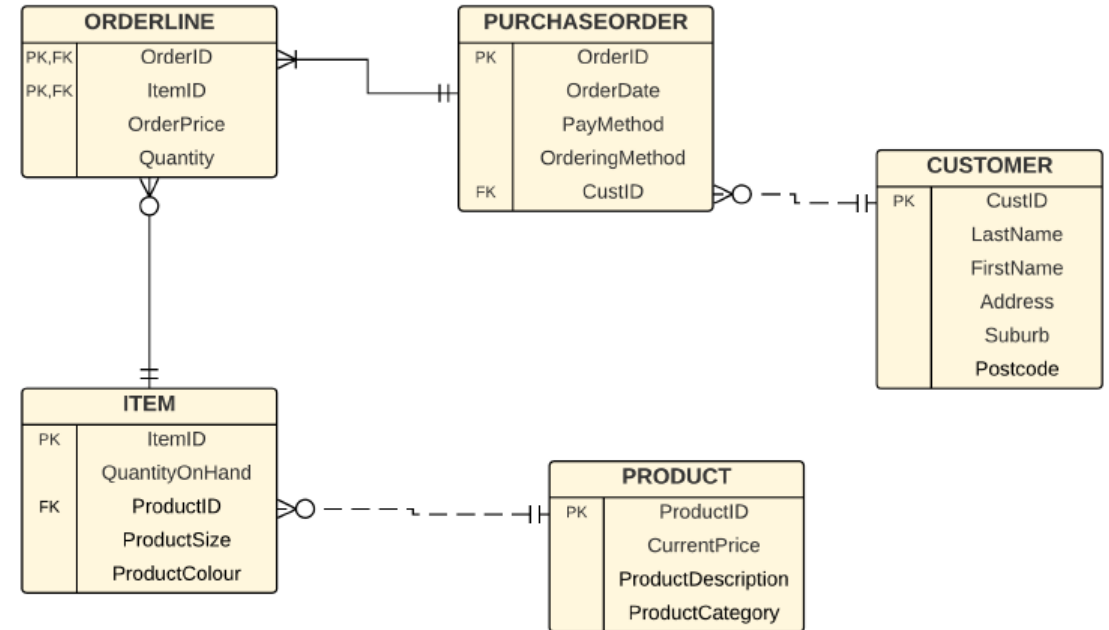 ORDERLINE
PK,FK OrderID
PK,FK ItemID
OrderPrice
Quantity
PURCHASEORDER
PK OrderID
OrderDate
PayMethod
OrderingMethod
FK CustID
CUSTOMER
PK CustID
LastName
FirstName
Address
Suburb
Postcode
ITEM
PK ItemID
QuantityOnHand
FK ProductID
ProductSize
ProductColour
PRODUCT
PK ProductID
CurrentPrice
ProductDescription
ProductCategory